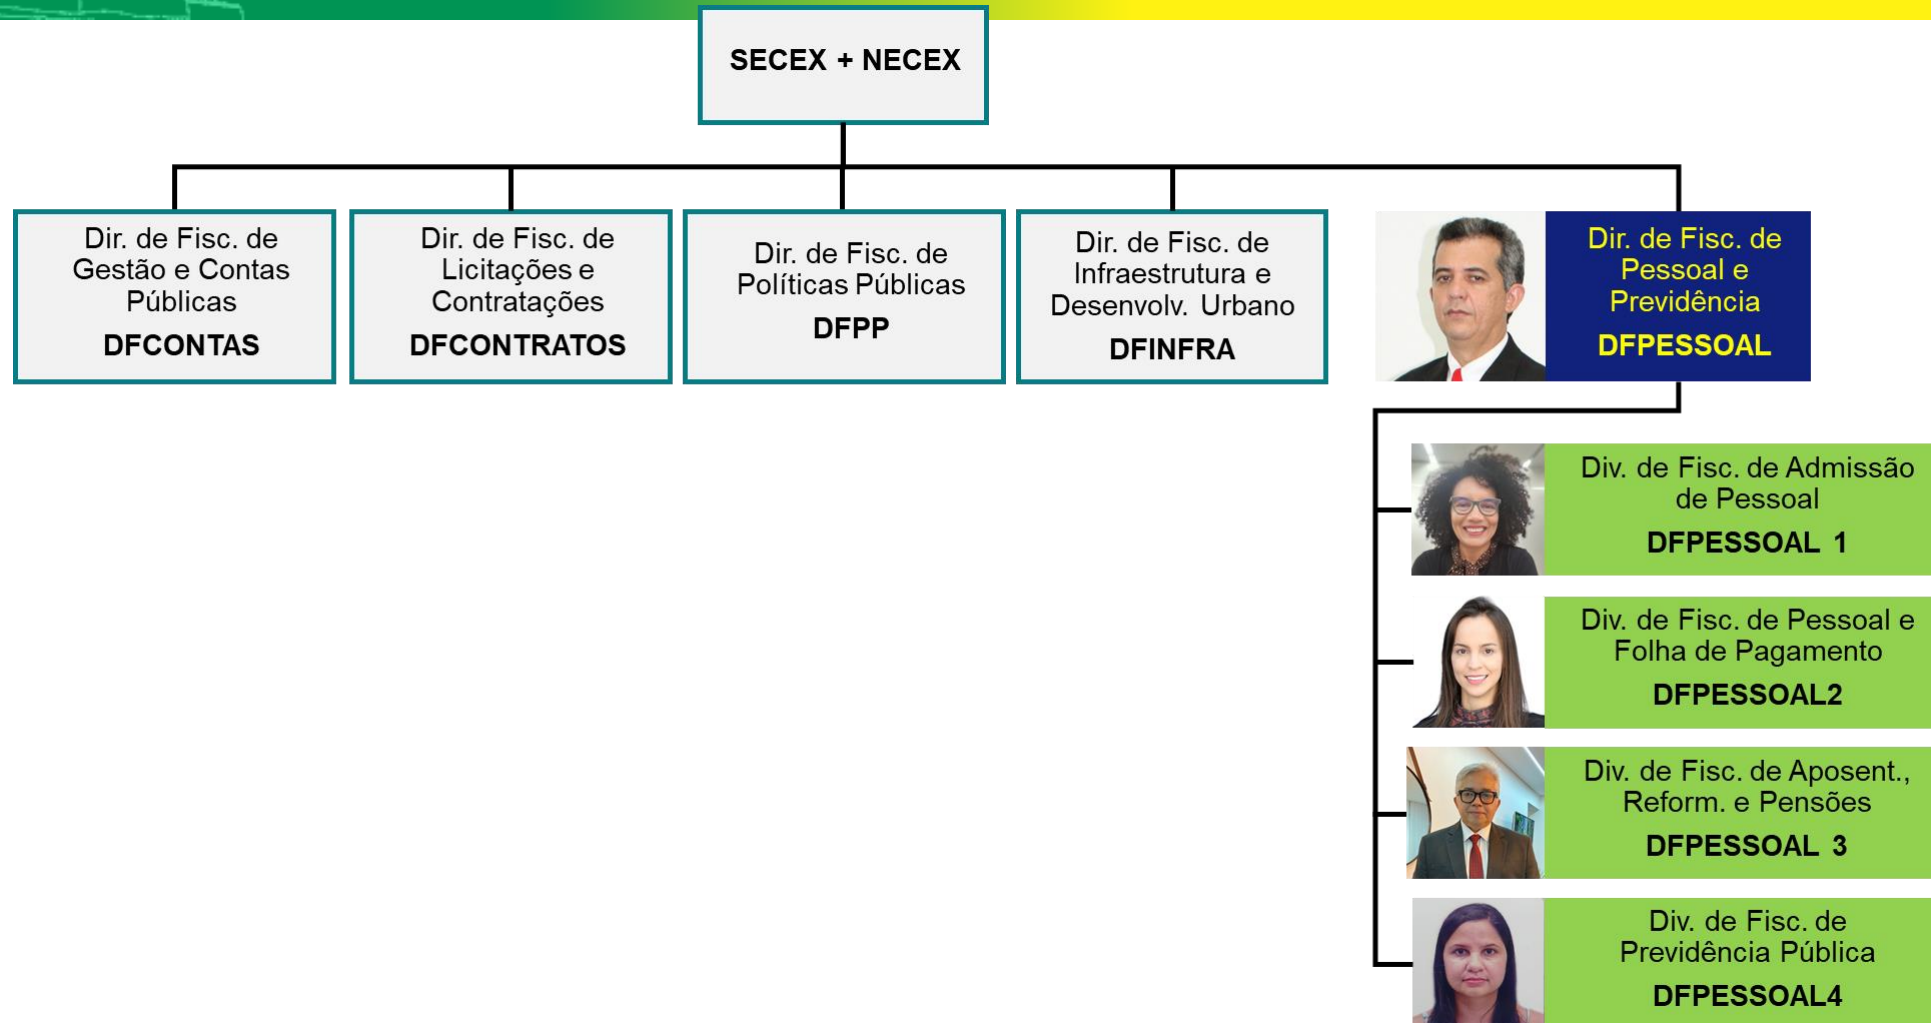 SECEX + NECEX
Dir. de Fisc. de
Gestão e Contas
Públicas
DFCONTAS
Dir. de Fisc. de
Licitações e
Contratações
DFCONTRATOS
Dir. de Fisc. de
Políticas Públicas
DFPP
Dir. de Fisc. de
Infraestrutura e
Desenvolv. Urbano
DFINFRA
Dir. de Fisc. de
Pessoal e
Previdência
DFPESSOAL
Div. de Fisc. de Admissão
de Pessoal
DFPESSOAL 1
Div. de Fisc. de Pessoal e
Folha de Pagamento
DFPESSOAL2
Div. de Fisc. de Aposent.,
Reform. e Pensões
DFPESSOAL 3
Div. de Fisc. de
Previdência Pública
DFPESSOAL4